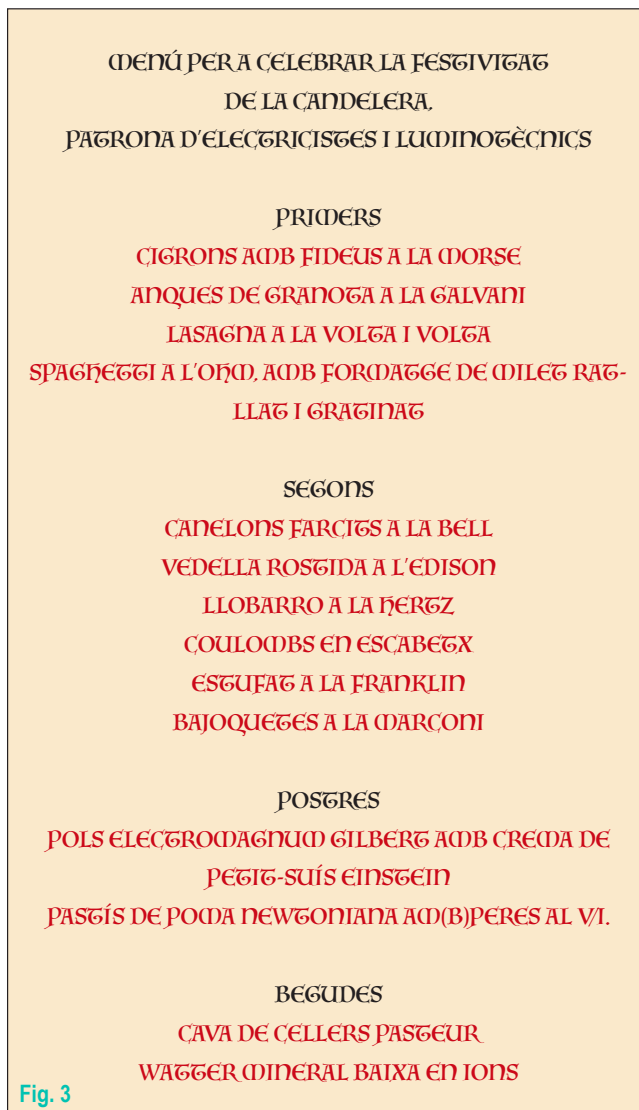 MENÚ PER A CELEBRAR LA FESTIVITAT
DE LA CANDELERA,
PATRONA D'ELECTRICISTES I LUMINOTÈCNICS
PRIMERS
CIGRONS AMB FIDEUS A LA MORSE
ANQUES DE GRANOTA A LA GALVANI
LASAGNA A LA VOLTA I VOLTA
SPAGHETTI A L'OHM, AMB FORMATGE DE MILET RAT-
LLAT I GRATINAT
SEGONS
CANELONS FARCITS A LA BELL
VEDELLA ROSTIDA A L'EDISON
LLOBARRO A LA HERTZ
COULOMBS EN ESCABETX
ESTUFAT A LA FRANKLIN
BAJOQUETES A LA MARCONI
POSTRES
POLS ELECTROMAGNUM GILBERT AMB CREMA DE
PETIT-SUÍS EINSTEIN
PASTÍS DE POMA NEWTONIANA AM(B)PERES AL V/I.
BEGUDES
CAVA DE CELLERS PASTEUR
WATTER MINERAL BAIXA EN IONS
Fig. 3